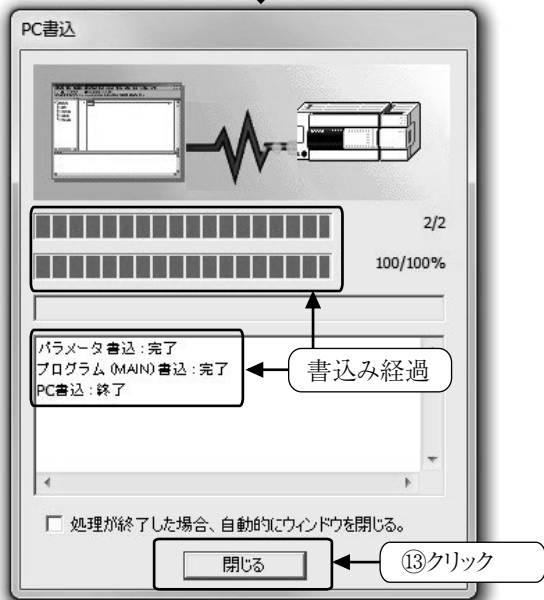 PC書込
2/2
100/100%
パラメータ書込:完了
プログラム (MAIN) 書込:完了
PC書込:終了
書込み経過
処理が終了した場合、自動的にウィンドウを閉じる。
閉じる
⑬クリック